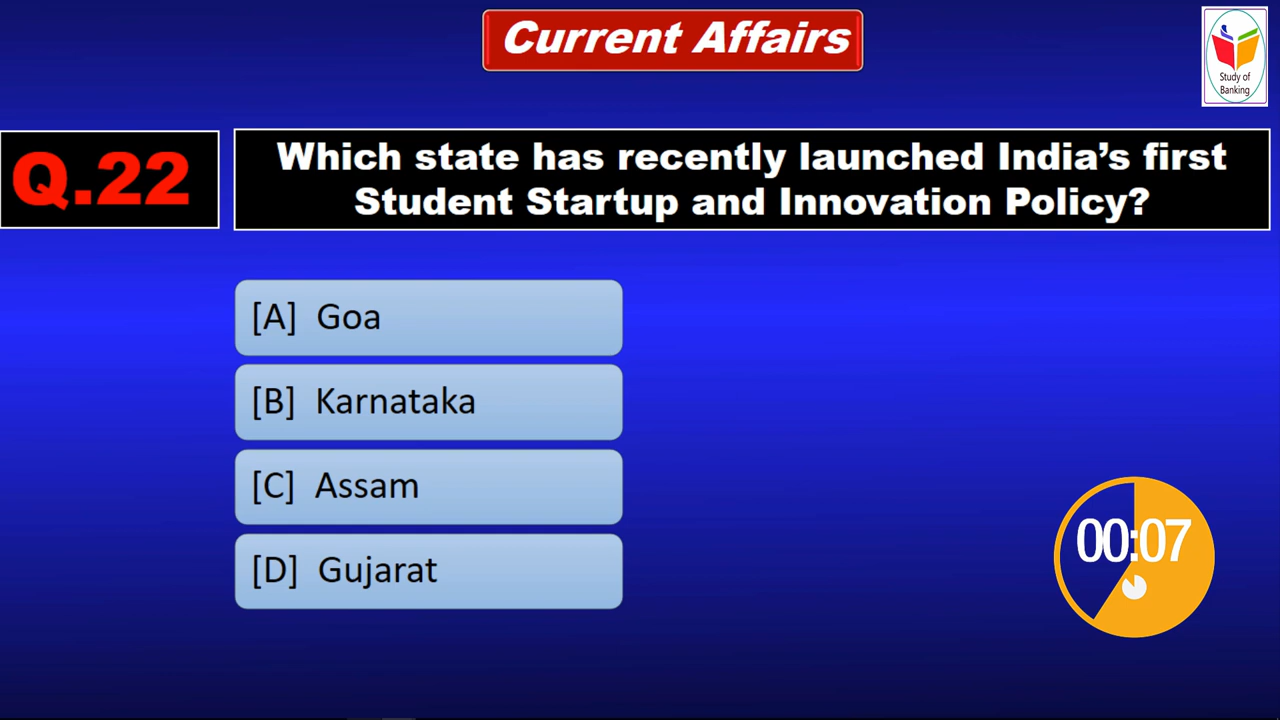 Current Affairs
Study of
Banking
Q.22
Which state has recently launched India’s first
Student Startup and Innovation Policy?
[A] Goa
[B] Karnataka
[C] Assam
[D] Gujarat
00:07